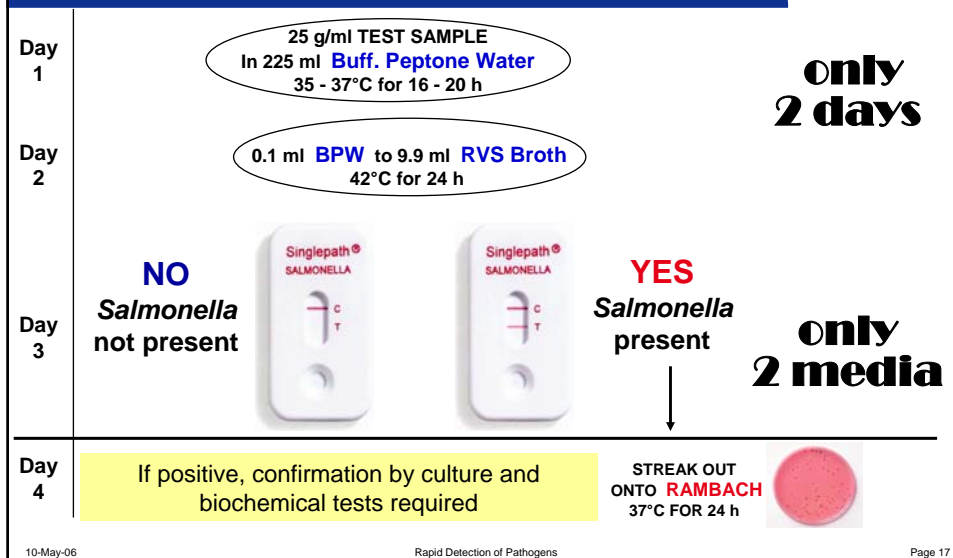 Day
1
25 g/ml TEST SAMPLE
In 225 ml Buff. Peptone Water
35 - 37°C for 16 - 20 h
only
2 days
Day
2
0.1 ml BPW to 9.9 ml RVS Broth
42°C for 24 h
Day
3
NO
Salmonella
not present
Singlepath®
SALMONELLA
C
T
Singlepath®
SALMONELLA
C
T
YES
Salmonella
present
only
2 media
Day
4
If positive, confirmation by culture and
biochemical tests required
STREAK OUT
ONTO RAMBACH
37°C FOR 24 h
10-May-06
Rapid Detection of Pathogens
Page 17